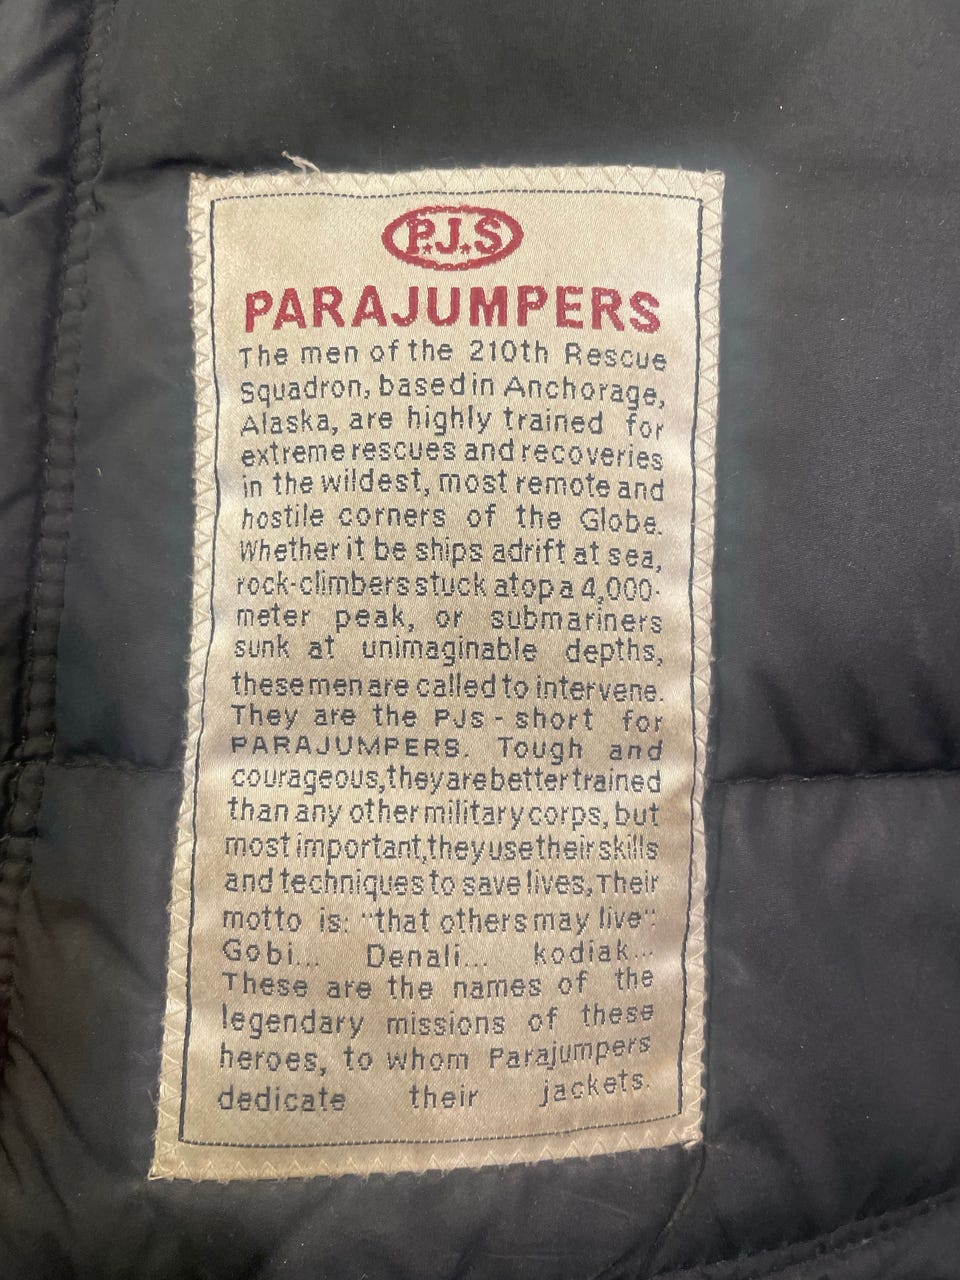 P.J.S
PARAJUMPERS
The men of the 210th Rescue
Squadron, based in Anchorage,
Alaska, are highly trained for
extreme rescues and recoveries
in the wildest, most remote and
hostile corners of the Globe.
Whether it be ships adrift at sea,
rock-climbers stuck atop a 4,000-
meter peak, or submariners
sunk at unimaginable depths,
these men are called to intervene.
They are the PJs - short for
PARAJUMPERS. Tough and
courageous, they are better trained
than any other military corps, but
most important, they use their skills
and techniques to save lives, Their
motto is: "that others may live":
Gobi... Denali... kodiak...
These are the names of the
legendary missions of these
heroes, to whom Parajumpers
dedicate their jackets.